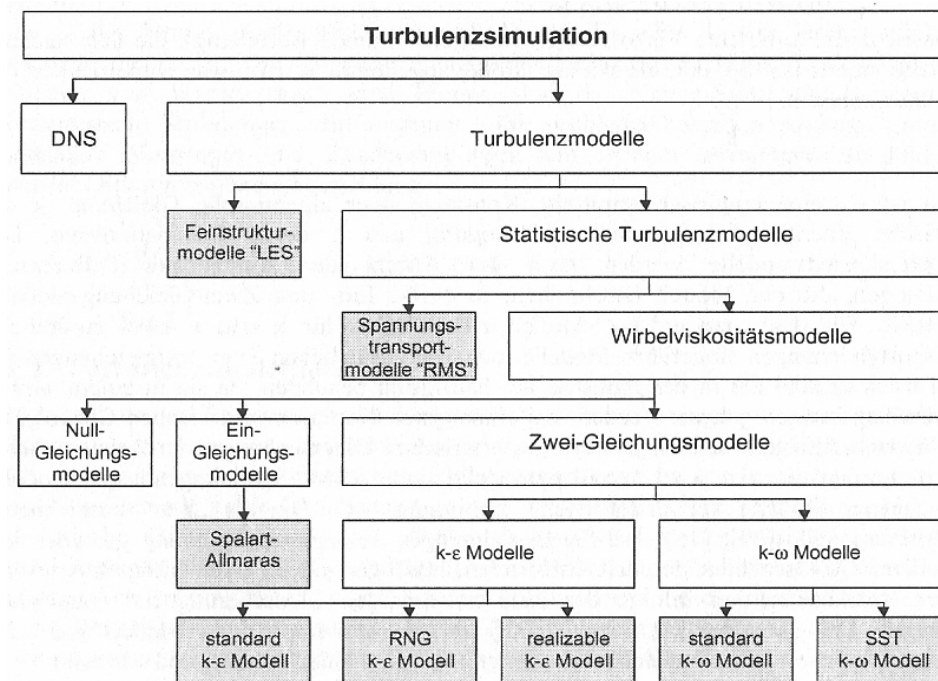 Turbulenzsimulation
DNS
Turbulenzmodelle
Feinstruktur-
modelle "LES"
Statistische Turbulenzmodelle
Spannungs-
transport-
modelle "RMS"
Wirbelviskositätsmodelle
Null-
Gleichungs-
modelle
Ein-
Gleichungs-
modelle
Zwei-Gleichungsmodelle
Spalart-
Allmaras
k-ε Modelle
k-ω Modelle
standard
k-ε Modell
RNG
k-ε Modell
realizable
k-ε Modell
standard
k-ω Modell
SST
k-ω Modell